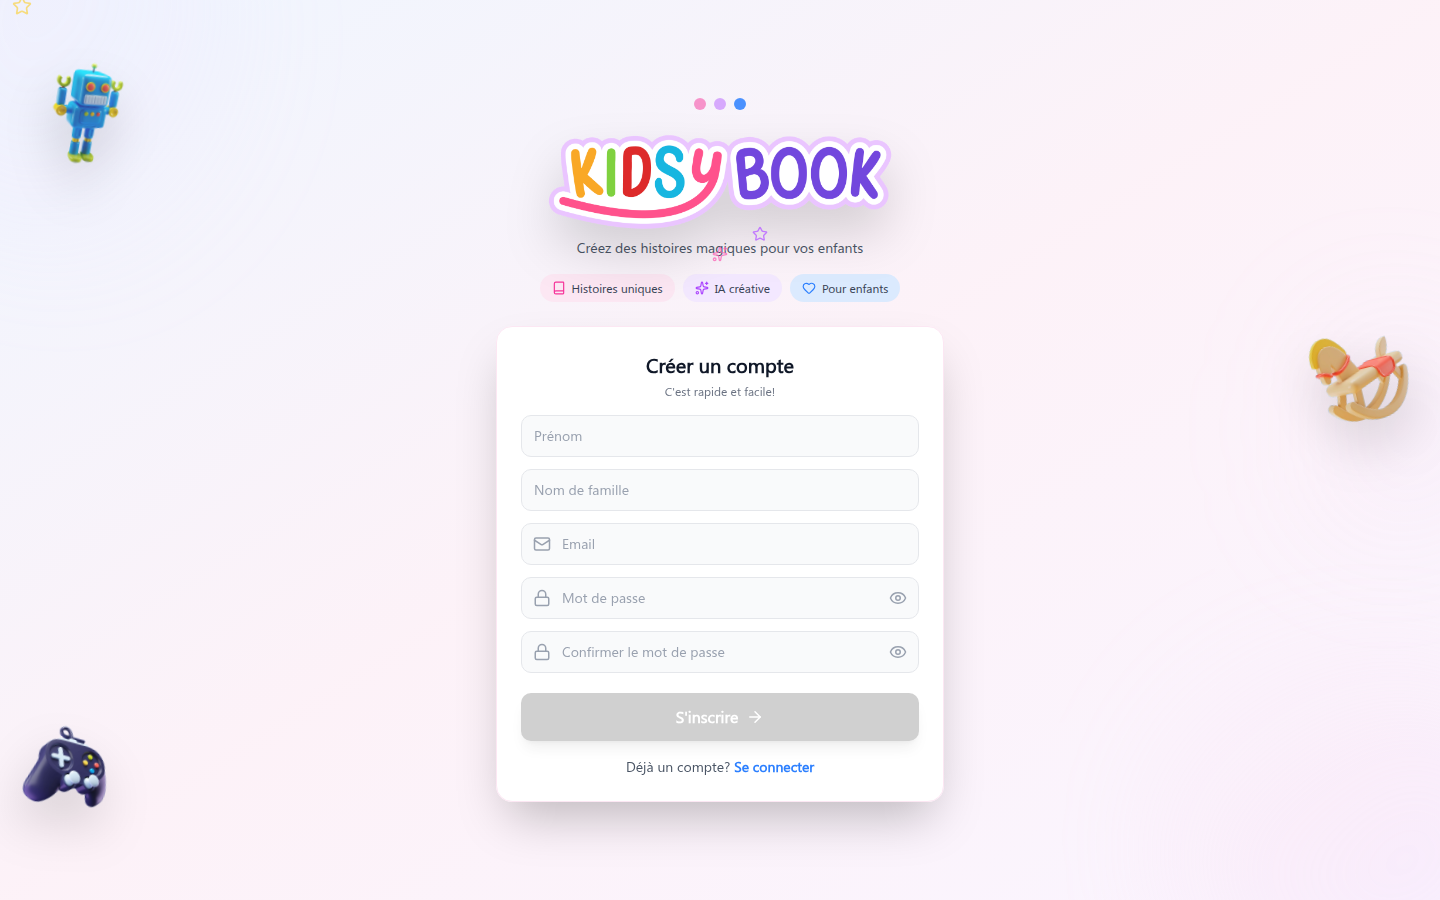 KIDSY BOOK
Créez des histoires magiques pour vos enfants
Histoires uniques
IA créative
Pour enfants
Créer un compte
C'est rapide et facile!
Prénom
Nom de famille
Email
Mot de passe
Confirmer le mot de passe
S'inscrire
Déjà un compte? Se connecter